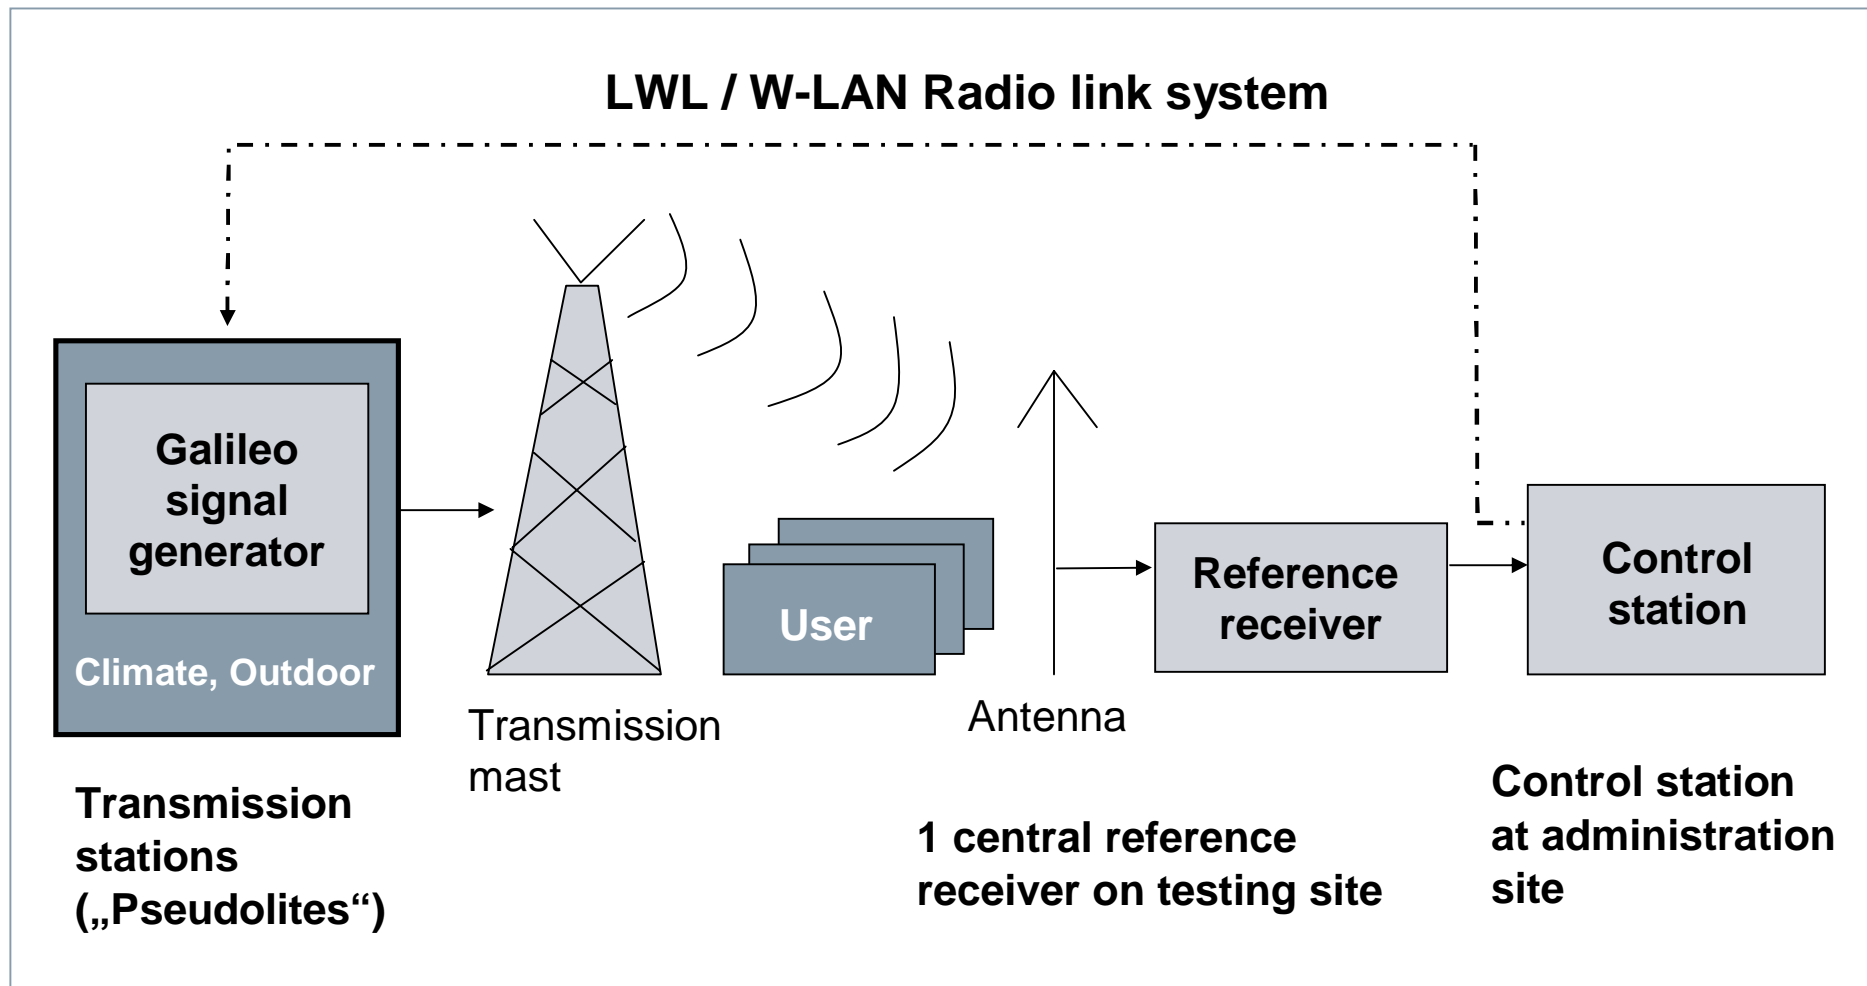 LWL / W-LAN Radio link system
Galileo
signal
generator
Climate, Outdoor
Transmission
stations
(„Pseudolites“)
Transmission
mast
User
Antenna
Reference
receiver
1 central reference
receiver on testing site
Control
station
Control station
at administration
site